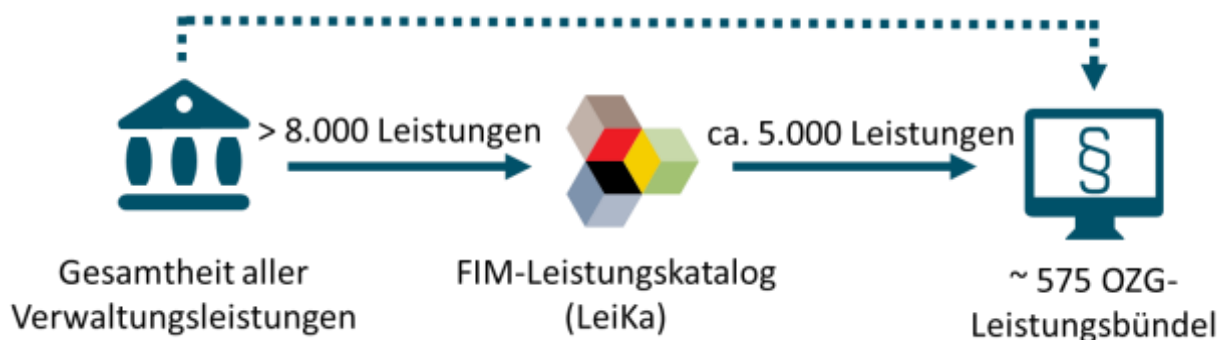 > 8.000 Leistungen
ca. 5.000 Leistungen
§
Gesamtheit aller
Verwaltungsleistungen
FIM-Leistungskatalog
(LeiKa)
~ 575 OZG-
Leistungsbündel